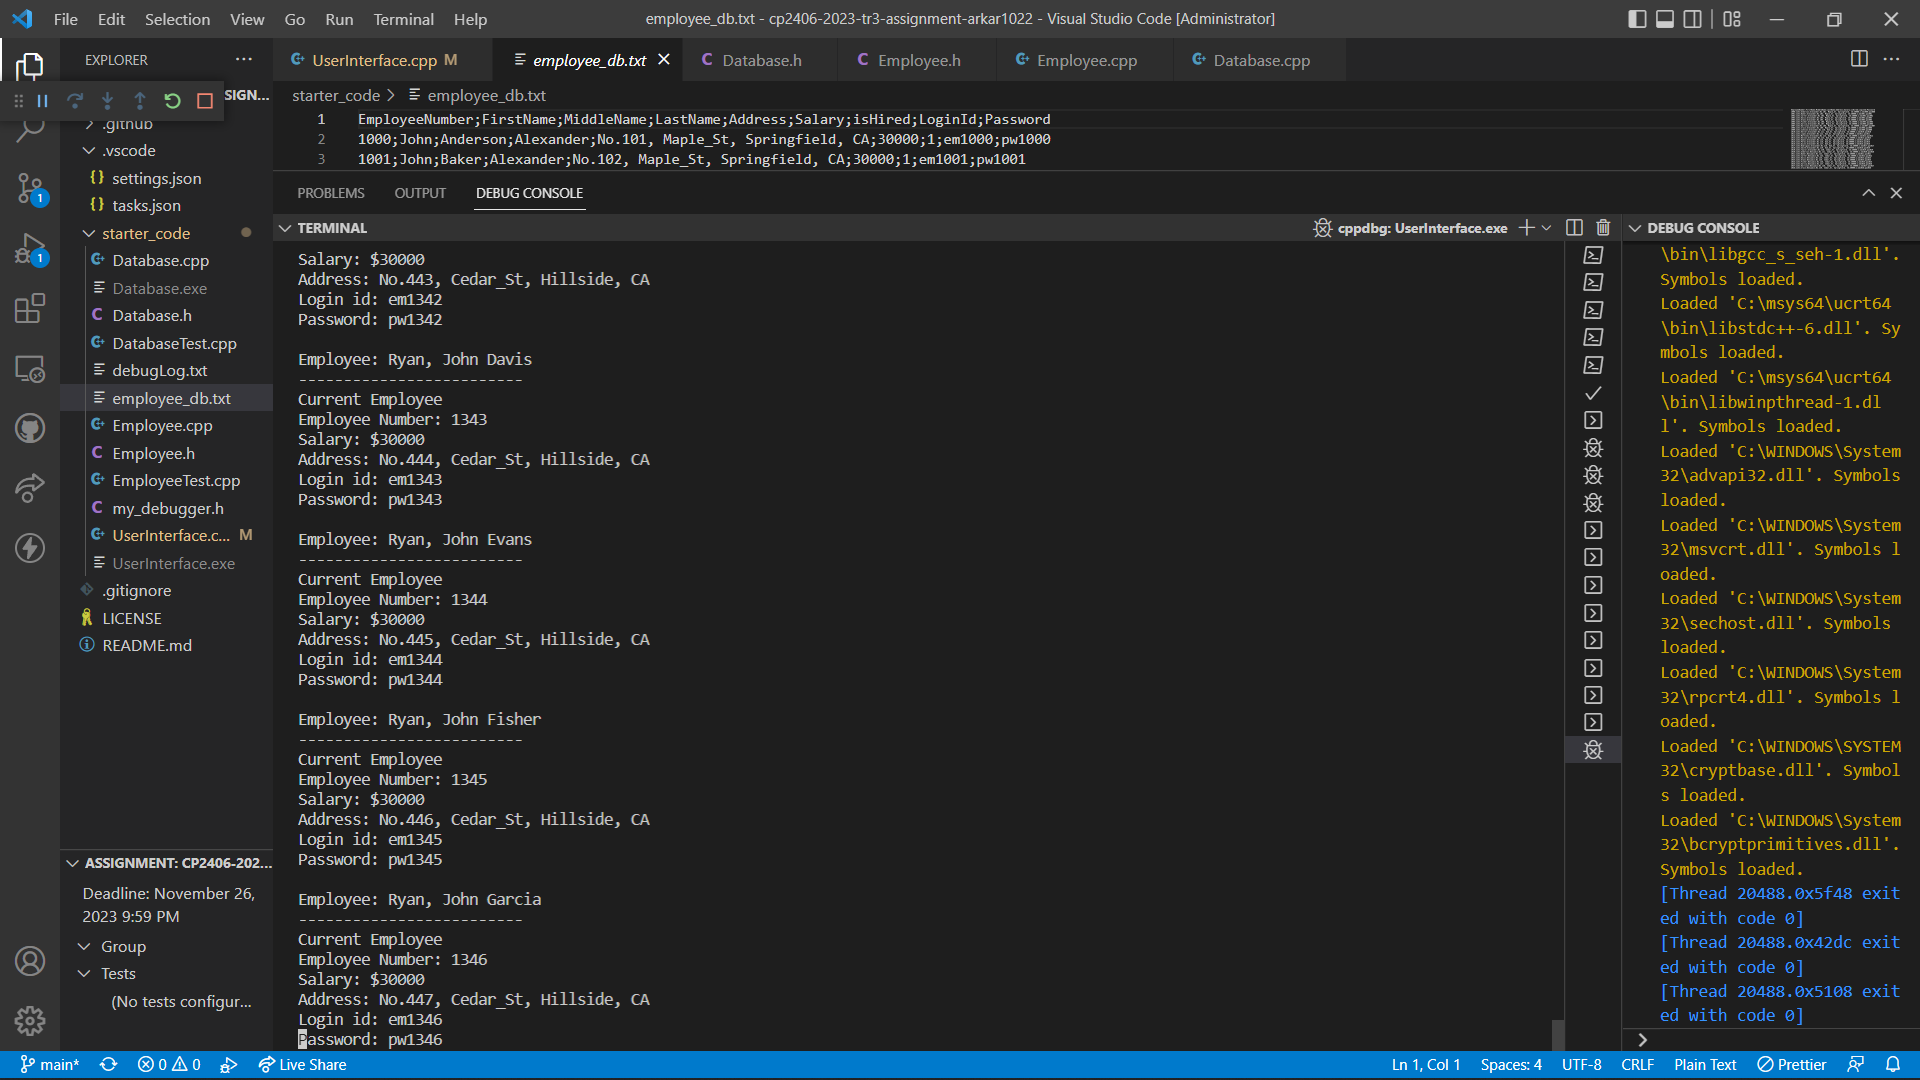 File Edit Selection View Go Run Terminal Help
employee_db.txt - cp2406-2023-tr3-assignment-arkar1022 - Visual Studio Code [Administrator]
EXPLORER
UserInterface.cpp M
employee_db.txt
Database.h
Employee.h
Employee.cpp
Database.cpp
SIGN...
.github
.vscode
settings.json
tasks.json
starter_code
Database.cpp
Database.exe
Database.h
DatabaseTest.cpp
debugLog.txt
employee_db.txt
Employee.cpp
Employee.h
EmployeeTest.cpp
my_debugger.h
UserInterface.c... M
UserInterface.exe
.gitignore
LICENSE
README.md
1
1
ASSIGNMENT: CP2406-202...
Deadline: November 26,
2023 9:59 PM
Group
Tests
(No tests configur...
starter_code > employee_db.txt
1 EmployeeNumber;FirstName;MiddleName;LastName;Address;Salary;isHired;LoginId;Password
2 1000;John;Anderson;Alexander;No.101, Maple_St, Springfield, CA;30000;1;em1000;pw1000
3 1001;John;Baker;Alexander;No.102, Maple_St, Springfield, CA;30000;1;em1001;pw1001
PROBLEMS OUTPUT DEBUG CONSOLE
TERMINAL
cppdbg: UserInterface.exe
Salary: $30000
Address: No.443, Cedar_St, Hillside, CA
Login id: em1342
Password: pw1342
Employee: Ryan, John Davis
-------------------------
Current Employee
Employee Number: 1343
Salary: $30000
Address: No.444, Cedar_St, Hillside, CA
Login id: em1343
Password: pw1343
Employee: Ryan, John Evans
-------------------------
Current Employee
Employee Number: 1344
Salary: $30000
Address: No.445, Cedar_St, Hillside, CA
Login id: em1344
Password: pw1344
Employee: Ryan, John Fisher
-------------------------
Current Employee
Employee Number: 1345
Salary: $30000
Address: No.446, Cedar_St, Hillside, CA
Login id: em1345
Password: pw1345
Employee: Ryan, John Garcia
-------------------------
Current Employee
Employee Number: 1346
Salary: $30000
Address: No.447, Cedar_St, Hillside, CA
Login id: em1346
Password: pw1346
DEBUG CONSOLE
\bin\libgcc_s_seh-1.dll'.
Symbols loaded.
Loaded 'C:\msys64\ucrt64
\bin\libstdc++-6.dll'. Sy
mbols loaded.
Loaded 'C:\msys64\ucrt64
\bin\libwinpthread-1.dl
l'. Symbols loaded.
Loaded 'C:\WINDOWS\System
32\advapi32.dll'. Symbols
loaded.
Loaded 'C:\WINDOWS\System
32\msvcrt.dll'. Symbols l
oaded.
Loaded 'C:\WINDOWS\System
32\sechost.dll'. Symbols
loaded.
Loaded 'C:\WINDOWS\System
32\rpcrt4.dll'. Symbols l
oaded.
Loaded 'C:\WINDOWS\SYSTEM
32\cryptbase.dll'. Symbol
s loaded.
Loaded 'C:\WINDOWS\System
32\bcryptprimitives.dll'.
Symbols loaded.
[Thread 20488.0x5f48 exit
ed with code 0]
[Thread 20488.0x42dc exit
ed with code 0]
[Thread 20488.0x5108 exit
ed with code 0]
main* 0 0 Live Share
Ln 1, Col 1 Spaces: 4 UTF-8 CRLF Plain Text Prettier